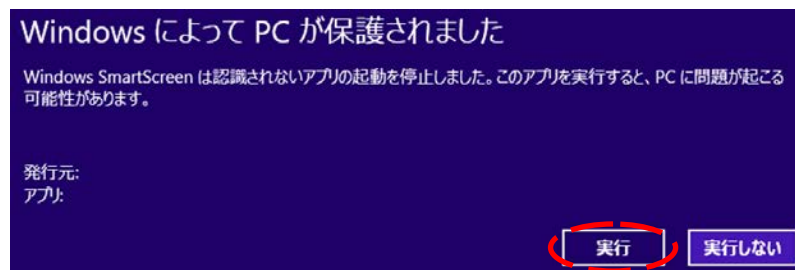 Windows によって PC が保護されました
Windows SmartScreen は認識されないアプリの起動を停止しました。このアプリを実行すると、PC に問題が起こる
可能性があります。
発行元:
アプリ:
実行 実行しない